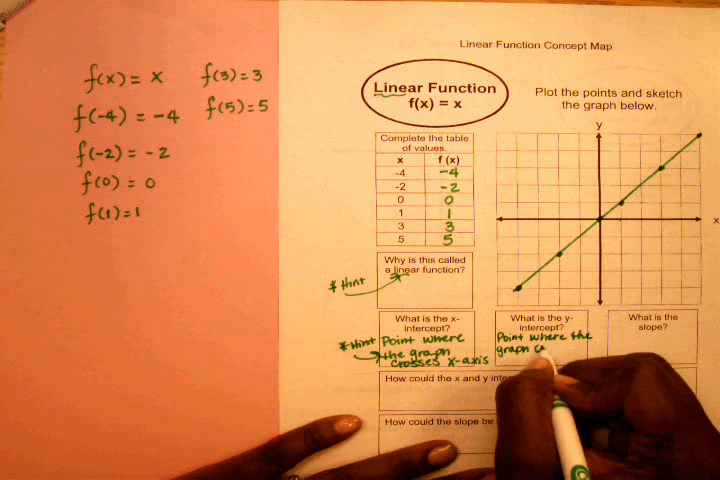 Linear Function Concept Map
f(x) = x
f(3) = 3
f(-4) = -4
f(5) = 5
f(-2) = -2
f(0) = 0
f(1) = 1
Linear Function
f(x) = x
Plot the points and sketch
the graph below.
Complete the table
of values.
x f (x)
-4 -4
-2 -2
0 0
1 1
3 3
5 5
y
x
Why is this called
a linear function?
* Hint
What is the x-
intercept?
* Hint Point where
the graph
crosses x-axis
What is the y-
intercept?
Point where the
graph c
What is the
slope?
How could the x and y inte
How could the slope be